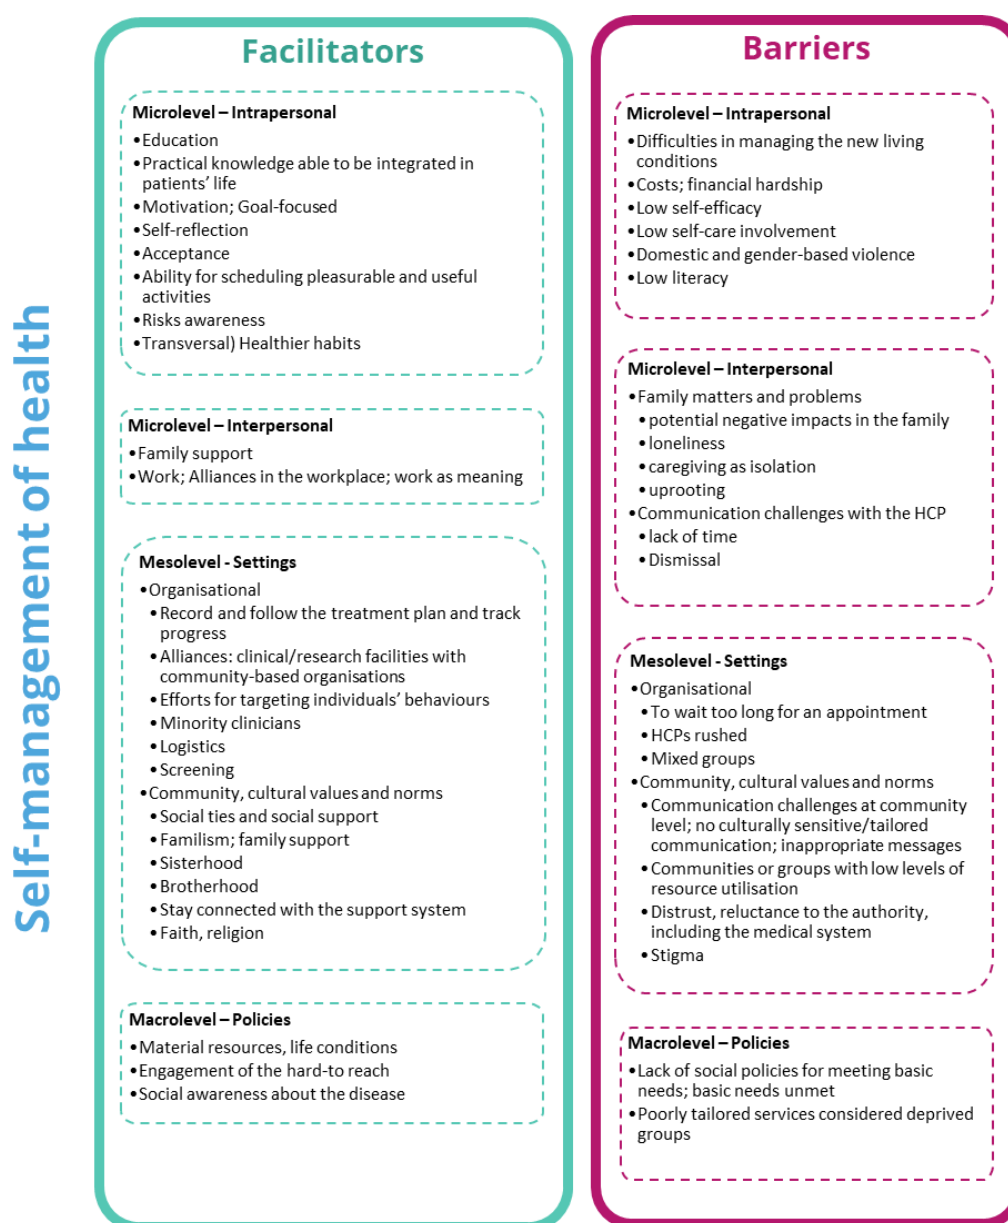 Self-management of health
Facilitators
Microlevel – Intrapersonal
•Education
•Practical knowledge able to be integrated in
patients' life
•Motivation; Goal-focused
•Self-reflection
•Acceptance
•Ability for scheduling pleasurable and useful
activities
•Risks awareness
•Transversal) Healthier habits
Microlevel – Interpersonal
•Family support
•Work; Alliances in the workplace; work as meaning
Mesolevel - Settings
•Organisational
•Record and follow the treatment plan and track
progress
•Alliances: clinical/research facilities with
community-based organisations
•Efforts for targeting individuals' behaviours
•Minority clinicians
•Logistics
•Screening
•Community, cultural values and norms
•Social ties and social support
•Familism; family support
•Sisterhood
•Brotherhood
•Stay connected with the support system
•Faith, religion
Macrolevel – Policies
•Material resources, life conditions
•Engagement of the hard-to reach
•Social awareness about the disease
Barriers
Microlevel – Intrapersonal
•Difficulties in managing the new living
conditions
•Costs; financial hardship
•Low self-efficacy
•Low self-care involvement
•Domestic and gender-based violence
•Low literacy
Microlevel – Interpersonal
•Family matters and problems
•potential negative impacts in the family
•loneliness
•caregiving as isolation
•uprooting
•Communication challenges with the HCP
•lack of time
•Dismissal
Mesolevel - Settings
•Organisational
•To wait too long for an appointment
•HCPs rushed
•Mixed groups
•Community, cultural values and norms
•Communication challenges at community
level; no culturally sensitive/tailored
communication; inappropriate messages
•Communities or groups with low levels of
resource utilisation
•Distrust, reluctance to the authority,
including the medical system
•Stigma
Macrolevel – Policies
•Lack of social policies for meeting basic
needs; basic needs unmet
•Poorly tailored services considered deprived
groups